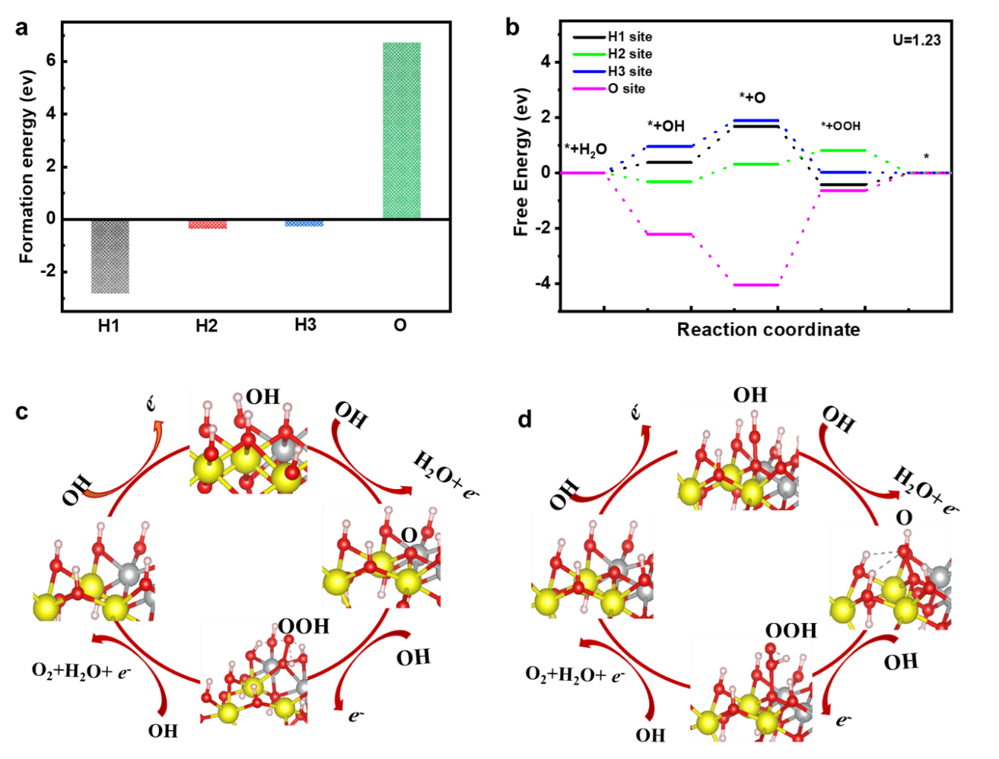 a
Formation energy (ev)
6
4
2
0
-2
H1 H2 H3 O
b
Free Energy (ev)
4
2
0
-2
-4
H1 site
H2 site
H3 site
O site
U=1.23
*+H₂O
*+OH
*+O
*+OOH
*
Reaction coordinate
c
OH
é
OH
OH
H₂O+ e⁻
O
OOH
OH
e⁻
O₂+H₂O+ e⁻
OH
d
OH
é
OH
OH
H₂O+ e⁻
O
OOH
OH
e⁻
O₂+H₂O+ e⁻
OH